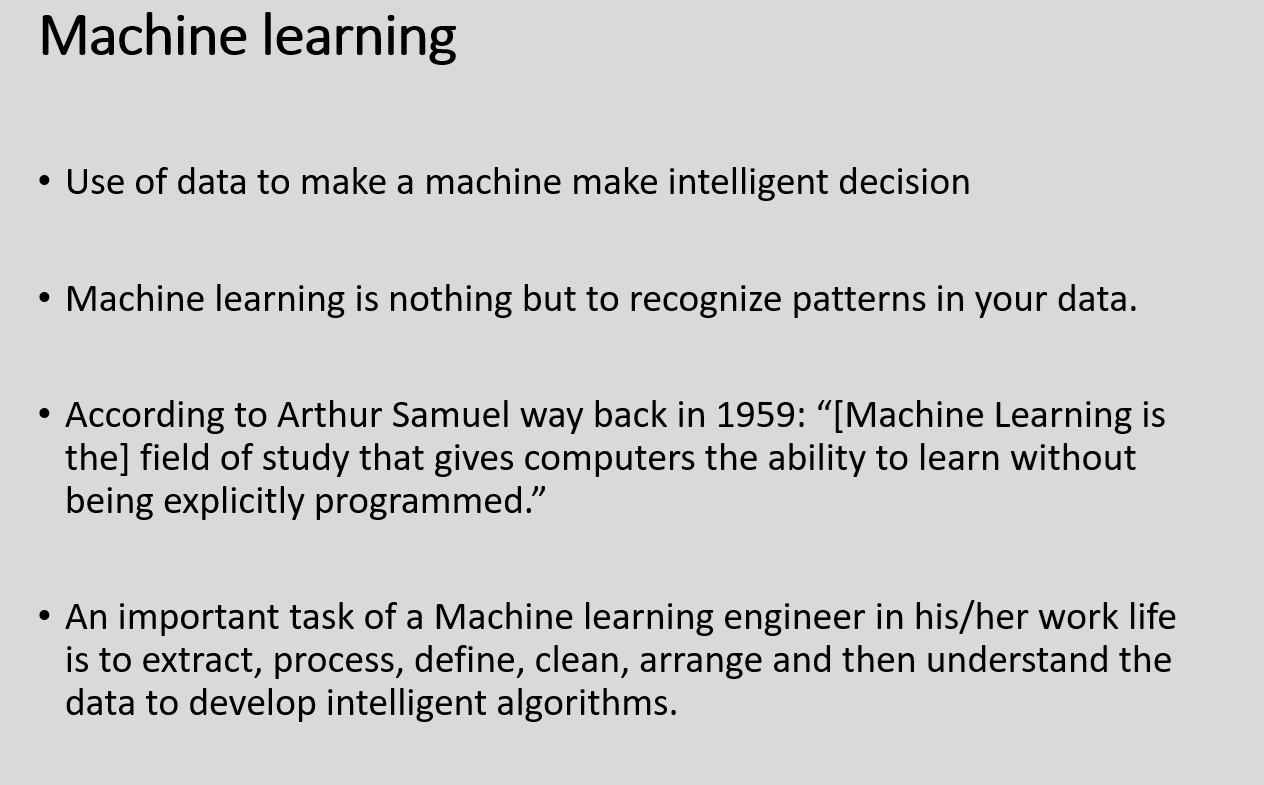 Machine learning
• Use of data to make a machine make intelligent decision
• Machine learning is nothing but to recognize patterns in your data.
• According to Arthur Samuel way back in 1959: “[Machine Learning is
the] field of study that gives computers the ability to learn without
being explicitly programmed.”
• An important task of a Machine learning engineer in his/her work life
is to extract, process, define, clean, arrange and then understand the
data to develop intelligent algorithms.